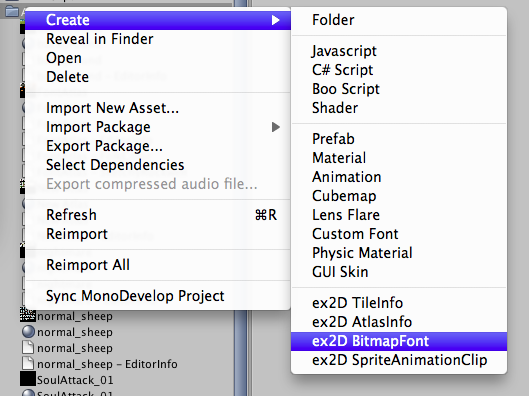 Create
Reveal in Finder
Open
Delete
Import New Asset...
Import Package
Export Package...
Select Dependencies
Export compressed audio file...
Refresh ⌘R
Reimport
Reimport All
Sync MonoDevelop Project
Folder
Javascript
C# Script
Boo Script
Shader
Prefab
Material
Animation
Cubemap
Lens Flare
Custom Font
Physic Material
GUI Skin
ex2D TileInfo
ex2D AtlasInfo
ex2D BitmapFont
ex2D SpriteAnimationClip
normal_sheep
normal_sheep
normal_sheep
normal_sheep – EditorInfo
SoulAttack_01
SoulAttack_01